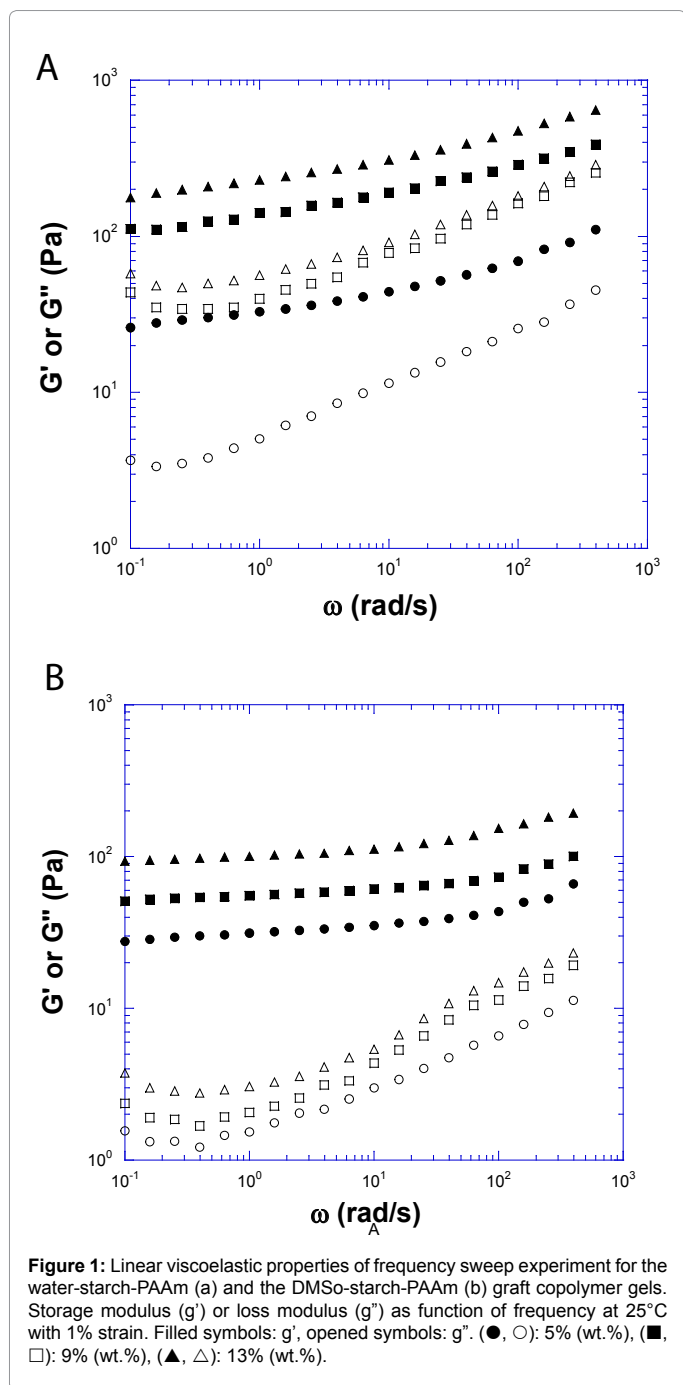 A
10³
10²
10¹
10⁰
G' or G" (Pa)
10⁻¹ 10⁰ 10¹ 10² 10³
ω (rad/s)
B
10³
10²
10¹
10⁰
G' or G" (Pa)
10⁻¹ 10⁰ 10¹ 10² 10³
ω (rad/s)
A
Figure 1: Linear viscoelastic properties of frequency sweep experiment for the
water-starch-PAAm (a) and the DMSo-starch-PAAm (b) graft copolymer gels.
Storage modulus (g') or loss modulus (g") as function of frequency at 25°C
with 1% strain. Filled symbols: g', opened symbols: g". (●, ○): 5% (wt.%), (■,
□): 9% (wt.%), (▲, △): 13% (wt.%).